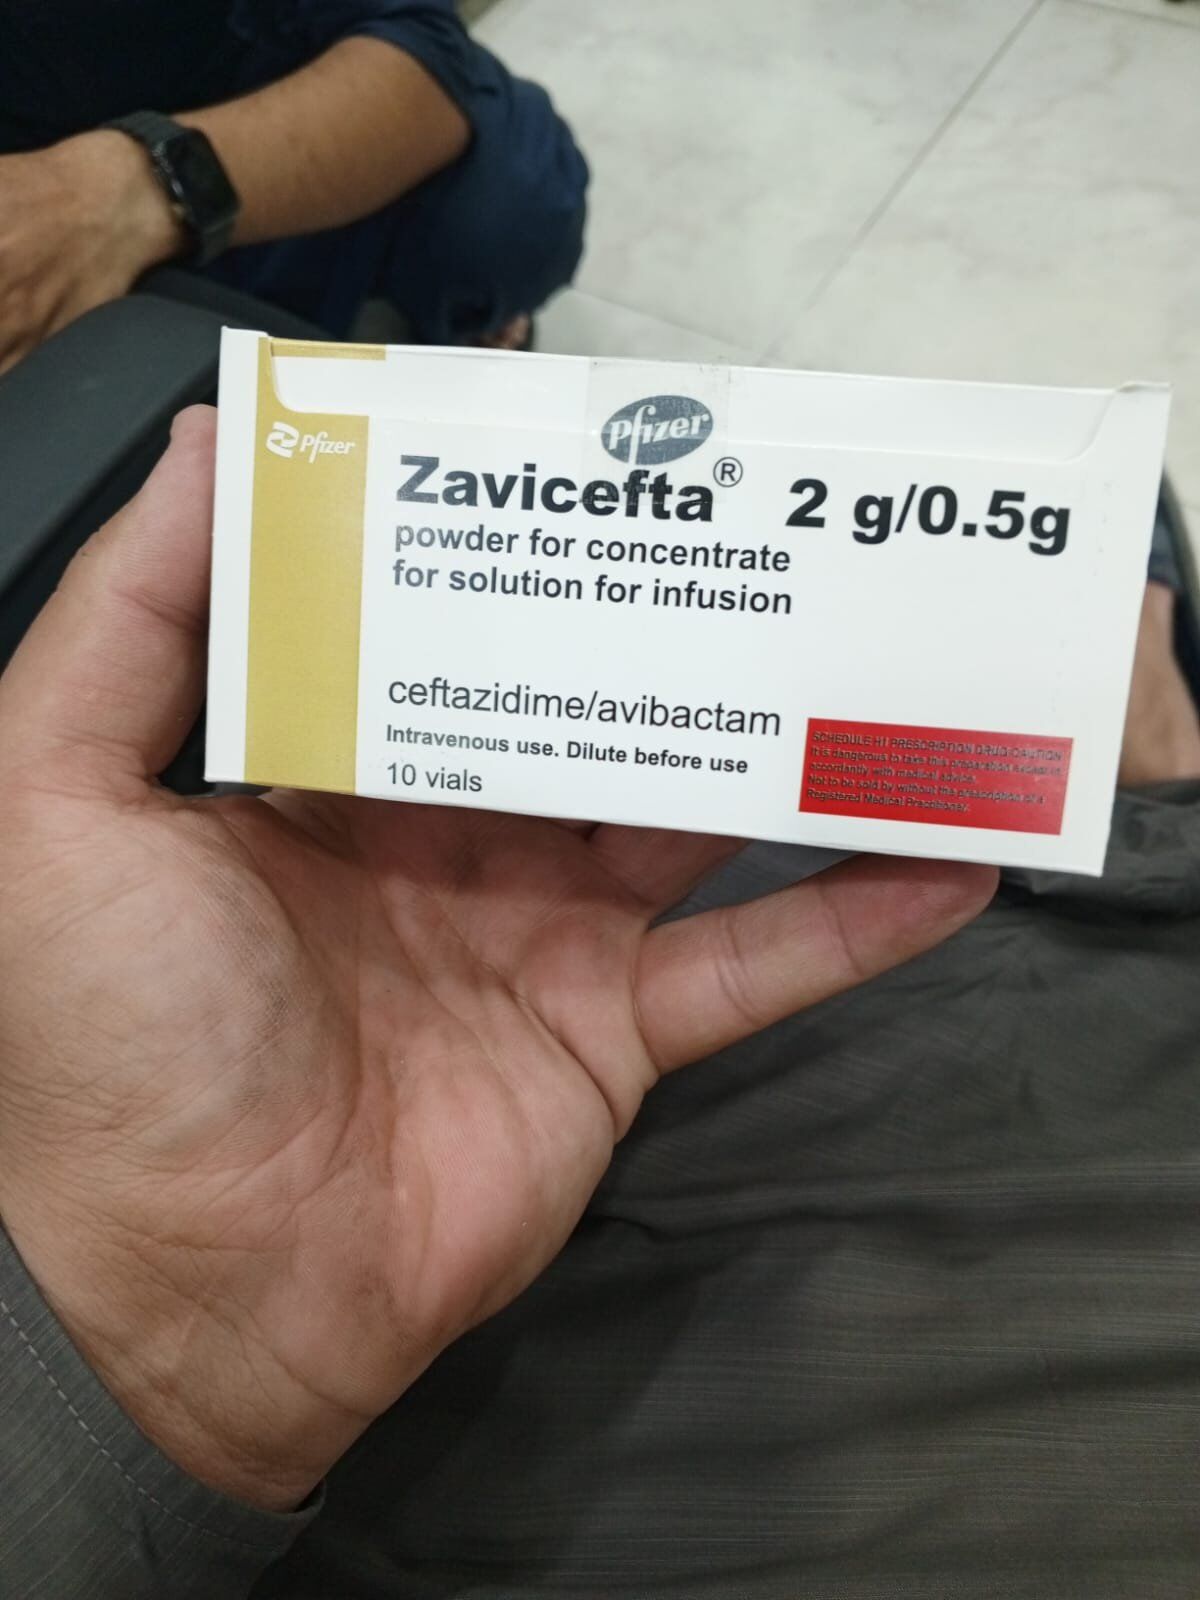 Pfizer
Pfizer
Zavicefta® 2 g/0.5g
powder for concentrate
for solution for infusion
ceftazidime/avibactam
Intravenous use. Dilute before use
10 vials
SCHEDULE H1 PRESCRIPTION DRUG CAUTION
It is dangerous to take this preparation except in
accordantly with medical advice.
Not to be sold by without the prescription of a
Registered Medical Practitioner.